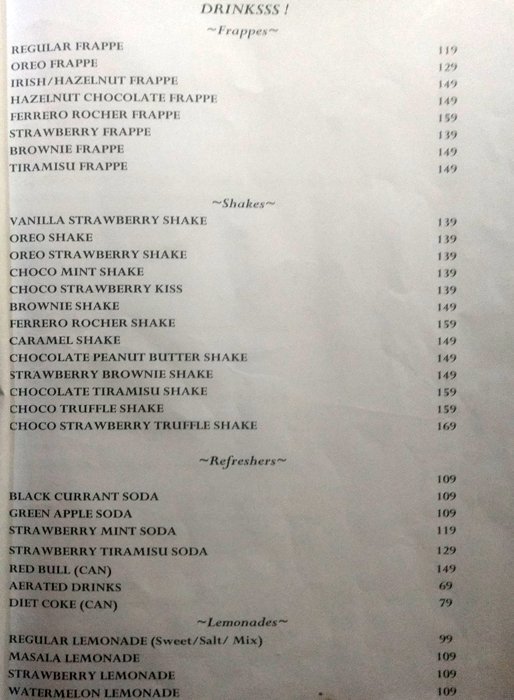 DRINKSSS !
~Frappes~
REGULAR FRAPPE 119
OREO FRAPPE 129
IRISH/HAZELNUT FRAPPE 149
HAZELNUT CHOCOLATE FRAPPE 149
FERRERO ROCHER FRAPPE 159
STRAWBERRY FRAPPE 139
BROWNIE FRAPPE 149
TIRAMISU FRAPPE 149
~Shakes~
VANILLA STRAWBERRY SHAKE 139
OREO SHAKE 139
OREO STRAWBERRY SHAKE 139
CHOCO MINT SHAKE 139
CHOCO STRAWBERRY KISS 139
BROWNIE SHAKE 149
FERRERO ROCHER SHAKE 159
CARAMEL SHAKE 149
CHOCOLATE PEANUT BUTTER SHAKE 149
STRAWBERRY BROWNIE SHAKE 149
CHOCOLATE TIRAMISU SHAKE 159
CHOCO TRUFFLE SHAKE 159
CHOCO STRAWBERRY TRUFFLE SHAKE 169
~Refreshers~
109
BLACK CURRANT SODA 109
GREEN APPLE SODA 109
STRAWBERRY MINT SODA 119
STRAWBERRY TIRAMISU SODA 129
RED BULL (CAN) 149
AERATED DRINKS 69
DIET COKE (CAN) 79
~Lemonades~
REGULAR LEMONADE (Sweet/Salt/ Mix) 99
MASALA LEMONADE 109
STRAWBERRY LEMONADE 109
WATERMELON LEMONADE 109